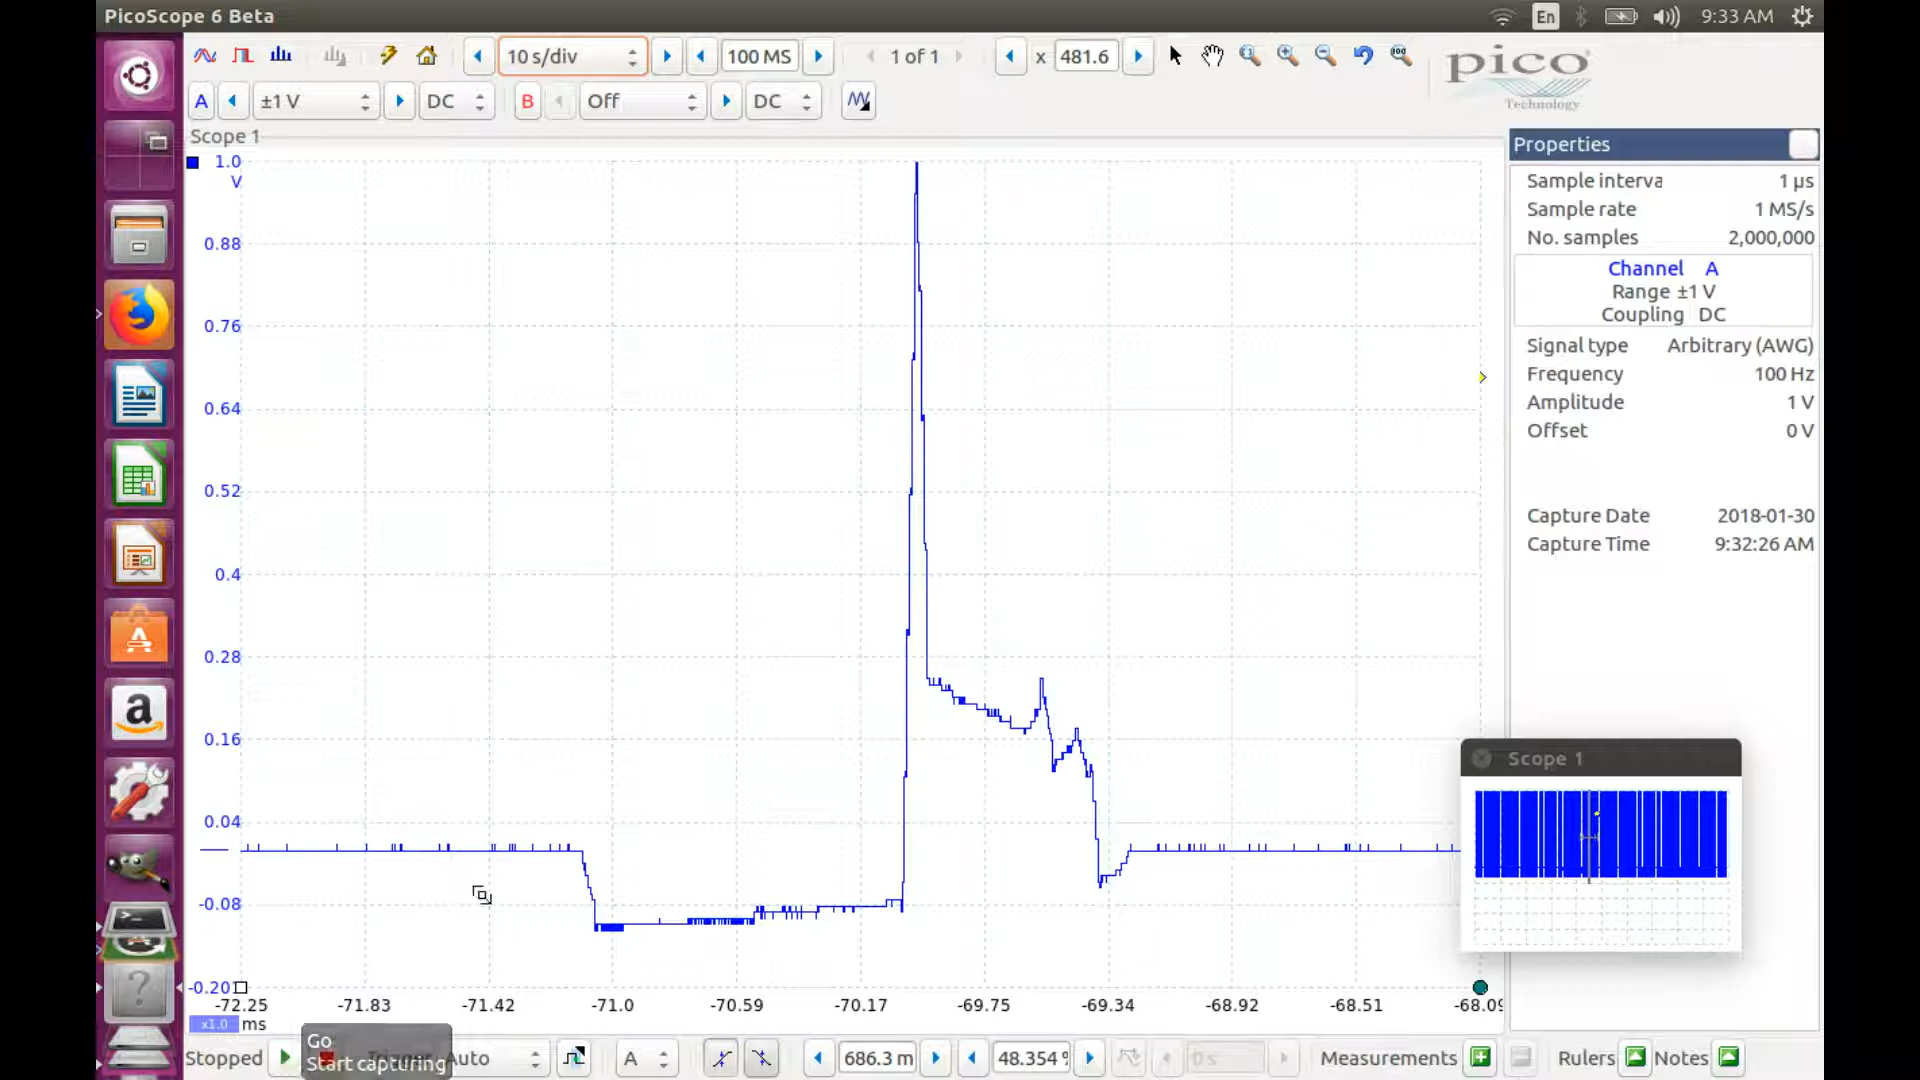 PicoScope 6 Beta
En
9:33 AM
10 s/div
100 MS
1 of 1
x 481.6
pico
Technology
A
±1 V
DC
B
Off
DC
Scope 1
1.0
V
0.88
0.76
0.64
0.52
0.4
0.28
0.16
0.04
-0.08
-0.201
-72.25
-71.83
-71.42
-71.0
-70.59
-70.17
-69.75
-69.34
-68.92
-68.51
-68.09
x1.0
ms
Properties
Sample interva 1 µs
Sample rate 1 MS/s
No. samples 2,000,000
Channel A
Range ±1 V
Coupling DC
Signal type Arbitrary (AWG)
Frequency 100 Hz
Amplitude 1 V
Offset 0 V
Capture Date 2018-01-30
Capture Time 9:32:26 AM
Scope 1
Stopped
Go
Start capturing
Auto
A
686.3 m
48.354
0 s
Measurements
Rulers
Notes